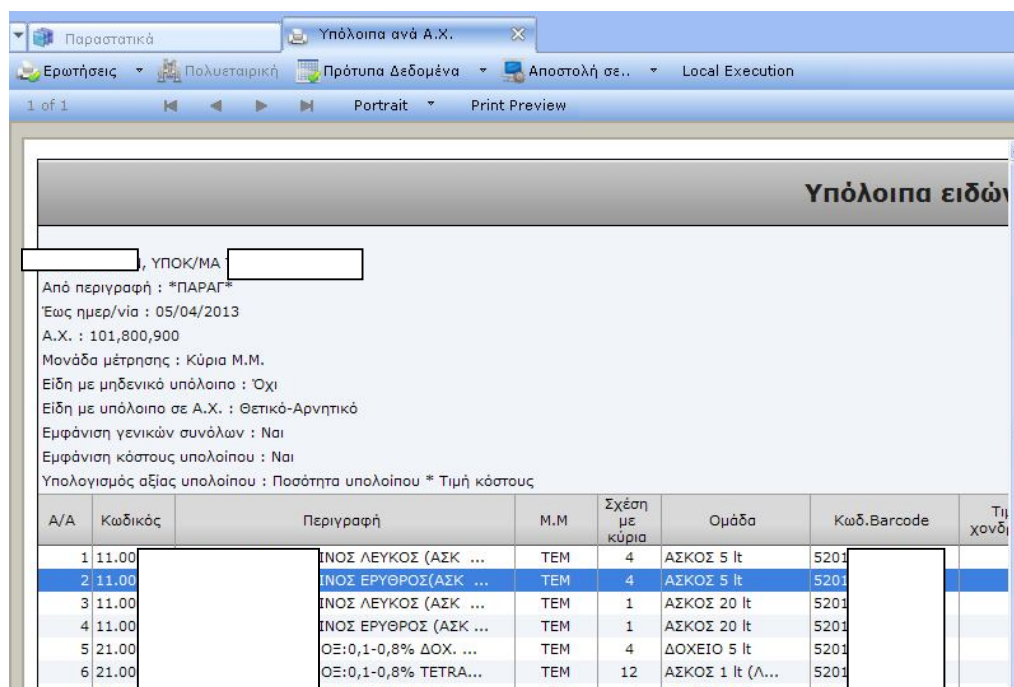 Παραστατικά Υπόλοιπα ανά Α.Χ.
Ερωτήσεις Πολυεταιρική Πρότυπα Δεδομένα Αποστολή σε.. Local Execution
1 of 1 Portrait Print Preview
Υπόλοιπα ειδών
, ΥΠΟΚ/ΜΑ
Από περιγραφή : *ΠΑΡΑΓ*
Έως ημερ/νία : 05/04/2013
Α.Χ. : 101,800,900
Μονάδα μέτρησης : Κύρια Μ.Μ.
Είδη με μηδενικό υπόλοιπο : Όχι
Είδη με υπόλοιπο σε Α.Χ. : Θετικό-Αρνητικό
Εμφάνιση γενικών συνόλων : Ναι
Εμφάνιση κόστους υπολοίπου : Ναι
Υπολογισμός αξίας υπολοίπου : Ποσότητα υπολοίπου * Τιμή κόστους
Α/Α Κωδικός Περιγραφή Μ.Μ Σχέση με κύρια Ομάδα Κωδ.Barcode
1 11.00 ΙΝΟΣ ΛΕΥΚΟΣ (ΑΣΚ ... ΤΕΜ 4 ΑΣΚΟΣ 5 lt 5201
2 11.00 ΙΝΟΣ ΕΡΥΘΡΟΣ(ΑΣΚ ... ΤΕΜ 4 ΑΣΚΟΣ 5 lt 5201
3 11.00 ΙΝΟΣ ΛΕΥΚΟΣ (ΑΣΚ ... ΤΕΜ 1 ΑΣΚΟΣ 20 lt 5201
4 11.00 ΙΝΟΣ ΕΡΥΘΡΟΣ (ΑΣΚ ... ΤΕΜ 1 ΑΣΚΟΣ 20 lt 5201
5 21.00 ΟΞ:0,1-0,8% ΔΟΧ. ... ΤΕΜ 4 ΔΟΧΕΙΟ 5 lt 5201
6 21.00 ΟΞ:0,1-0,8% TETRA... ΤΕΜ 12 ΑΣΚΟΣ 1 lt (Λ... 5201